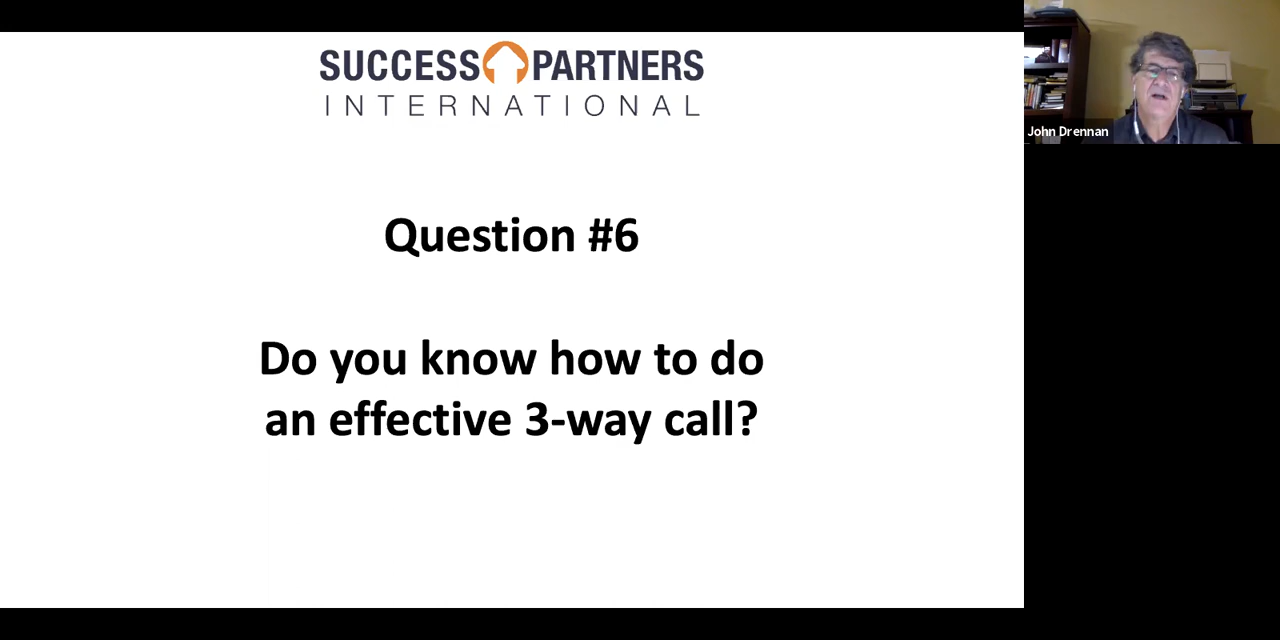 SUCCESS PARTNERS
INTERNATIONAL
John Drennan
Question #6
Do you know how to do
an effective 3-way call?